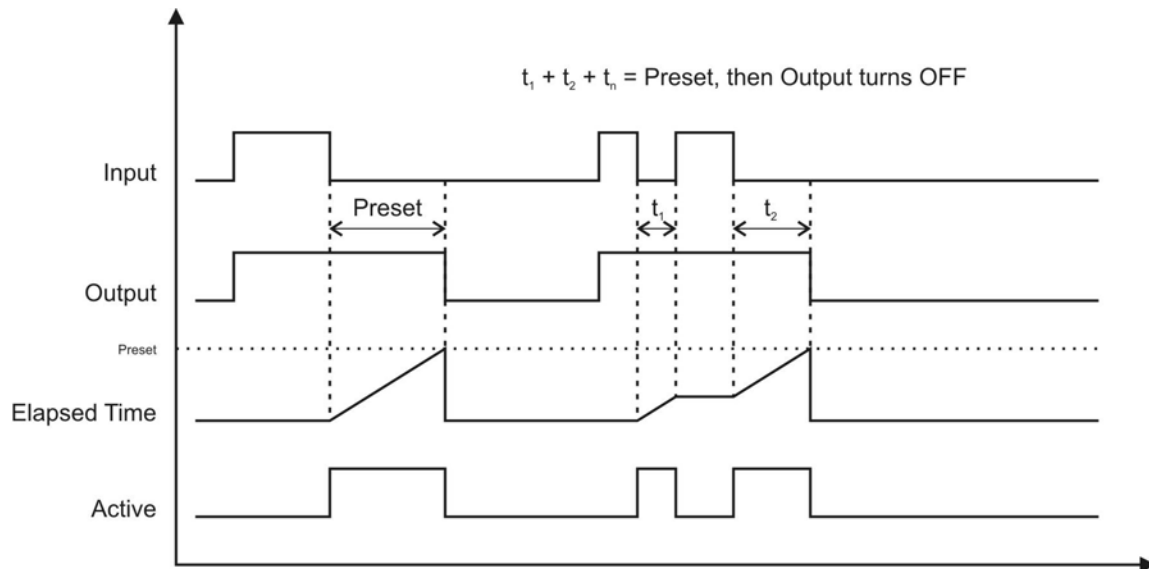 t₁ + t₂ + tₙ = Preset, then Output turns OFF
Input
Preset
t₁
t₂
Output
Preset
Elapsed Time
Active